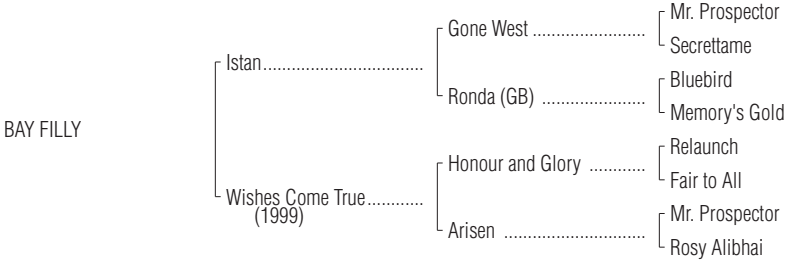 Mr. Prospector
Gone West ........................
Secrettame
Istan.................................
Bluebird
Ronda (GB) ......................
Memory's Gold
BAY FILLY
Relaunch
Honour and Glory ............
Fair to All
Wishes Come True............
(1999)
Mr. Prospector
Arisen ..............................
Rosy Alibhai